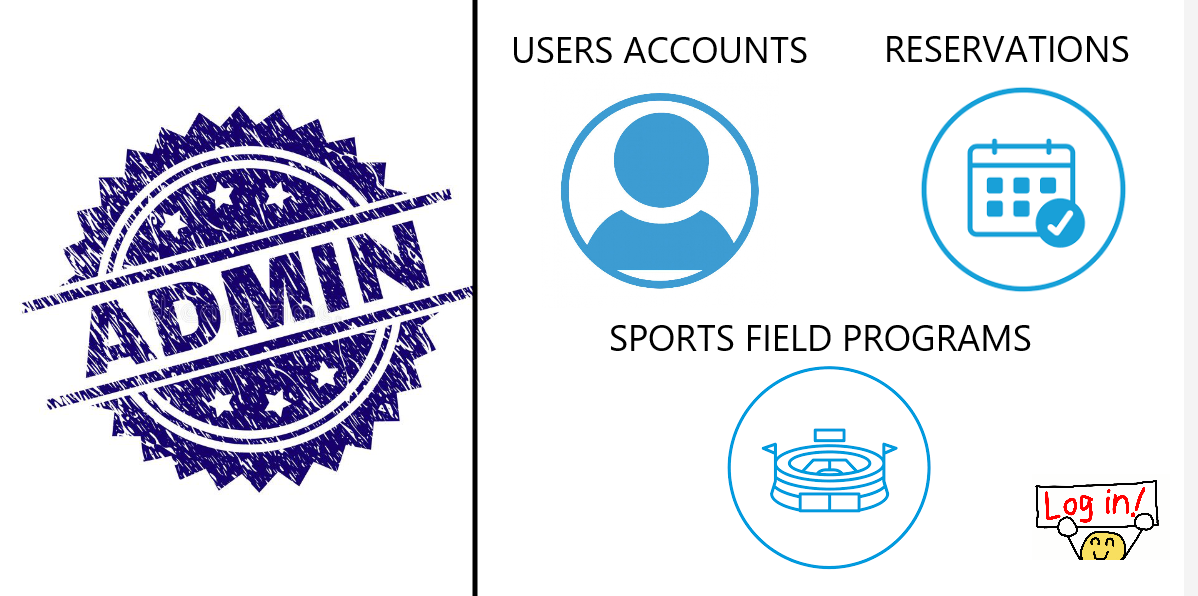 ADMIN
USERS ACCOUNTS
RESERVATIONS
SPORTS FIELD PROGRAMS
Log in!